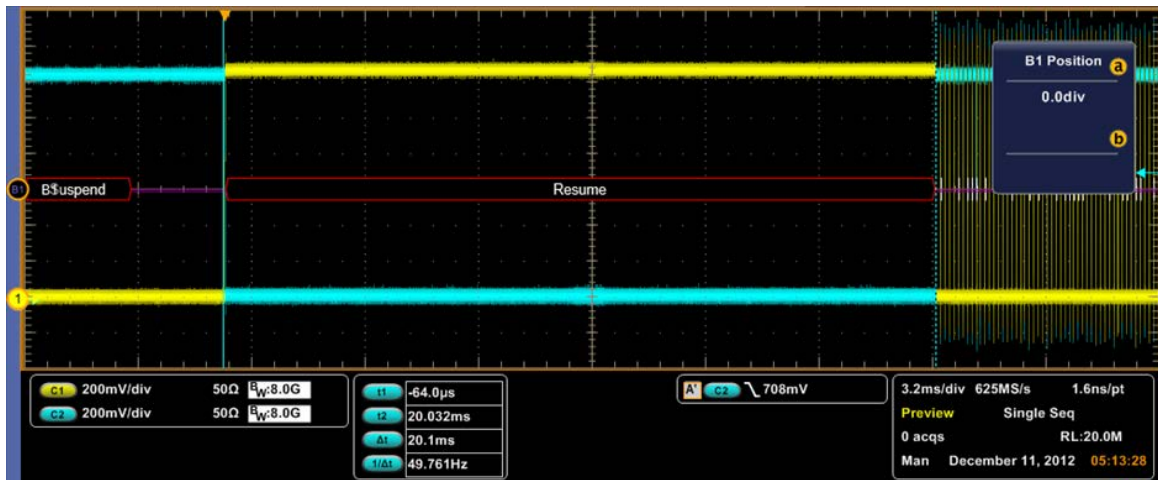 B1 Position
a
0.0div
b
B1
Suspend
Resume
1
C1 200mV/div 50Ω BW:8.0G
C2 200mV/div 50Ω BW:8.0G
t1 -64.0µs
t2 20.032ms
Δt 20.1ms
1/Δt 49.761Hz
A' C2 708mV
3.2ms/div 625MS/s 1.6ns/pt
Preview Single Seq
0 acqs RL:20.0M
Man December 11, 2012 05:13:28